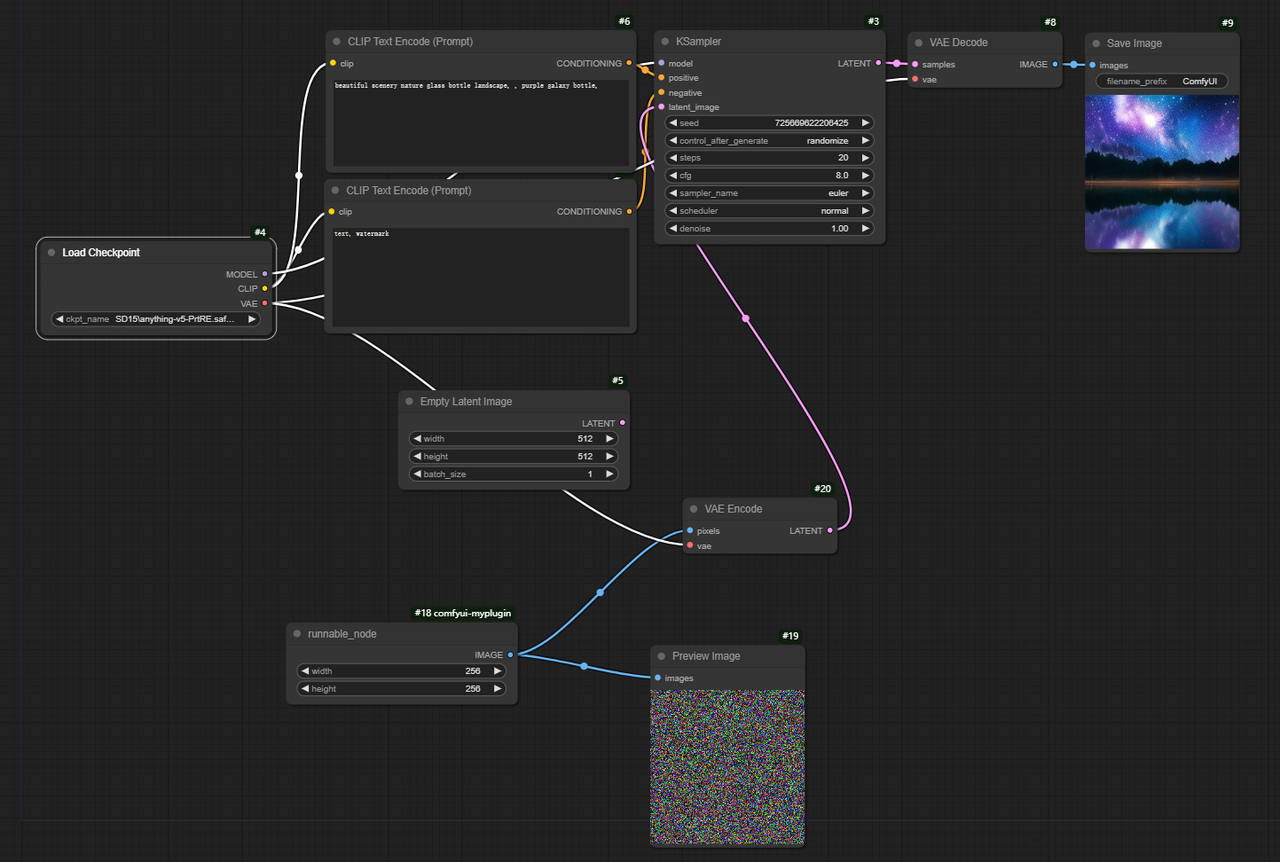 #6
CLIP Text Encode (Prompt)
clip
CONDITIONING
beautiful scenery nature glass bottle landscape, , purple galaxy bottle,
CLIP Text Encode (Prompt)
clip
CONDITIONING
text, watermark
#4
Load Checkpoint
MODEL
CLIP
VAE
ckpt_name SD15\anything-v5-PrtRE.saf...
#3
KSampler
model LATENT
positive
negative
latent_image
seed 725669622206425
control_after_generate randomize
steps 20
cfg 8.0
sampler_name euler
scheduler normal
denoise 1.00
#8
VAE Decode
samples IMAGE
vae
#9
Save Image
images
filename_prefix ComfyUI
#5
Empty Latent Image
LATENT
width 512
height 512
batch_size 1
#20
VAE Encode
pixels LATENT
vae
#18 comfyui-myplugin
runnable_node
IMAGE
width 256
height 256
#19
Preview Image
images